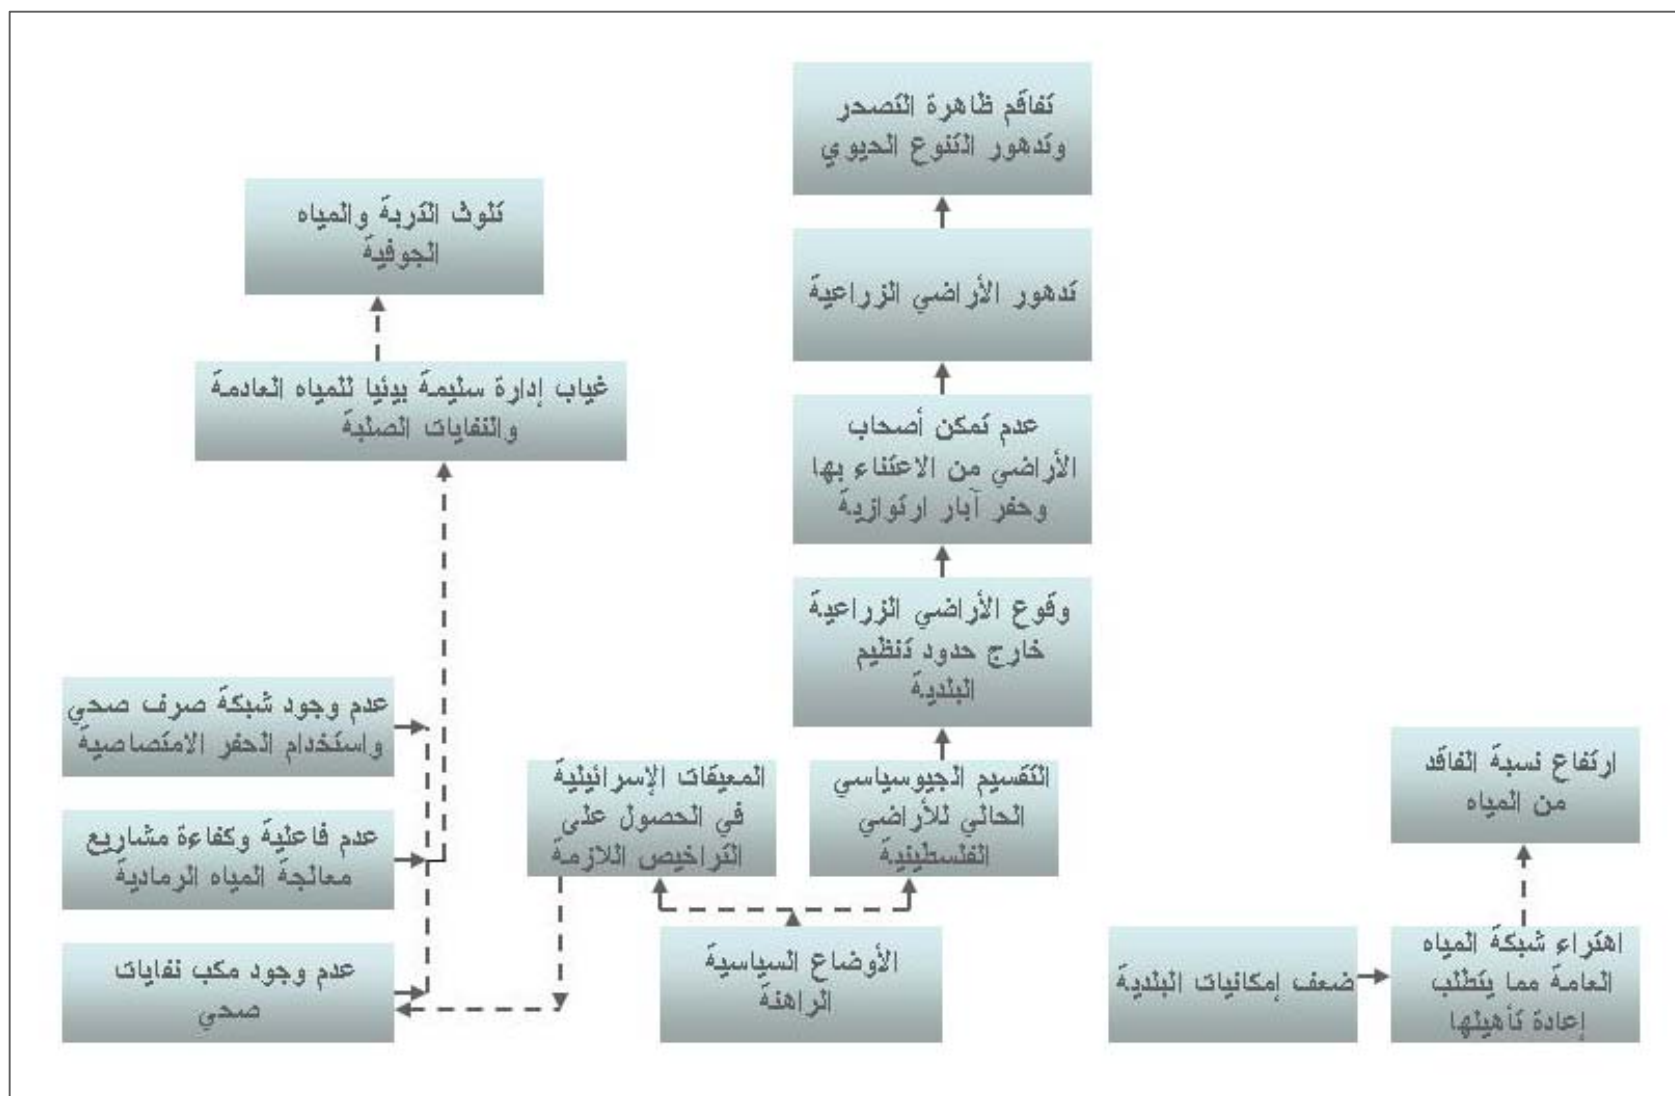 تفاقم ظاهرة التصحر
وتدهور التنوع الحيوي
تدهور الأراضي الزراعية
عدم تمكن أصحاب
الأراضي من الاعتناء بها
وحفر آبار ارتوازية
وقوع الأراضي الزراعية
خارج حدود تنظيم
البلدية
التقسيم الجيوسياسي
الحالي للأراضي
الفلسطينية
المعيقات الإسرائيلية
في الحصول على
التراخيص اللازمة
الأوضاع السياسية
الراهنة
ارتفاع نسبة الفاقد
من المياه
اهتراء شبكة المياه
العامة مما يتطلب
إعادة تأهيلها
ضعف إمكانيات البلدية
تلوث التربة والمياه
الجوفية
غياب إدارة سليمة بيئيا للمياه العادمة
والنفايات الصلبة
عدم وجود شبكة صرف صحي
واستخدام الحفر الامتصاصية
عدم فاعلية وكفاءة مشاريع
معالجة المياه الرمادية
عدم وجود مكب نفايات
صحي